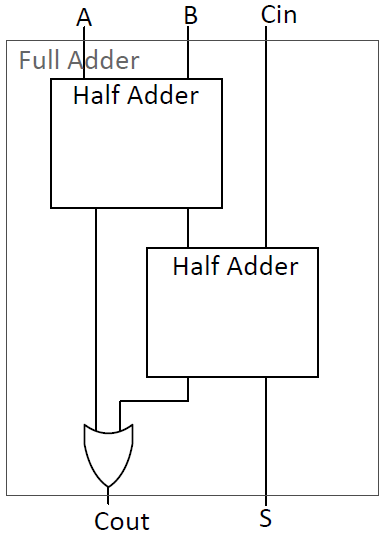 A B Cin
Full Adder
Half Adder
Half Adder
Cout S